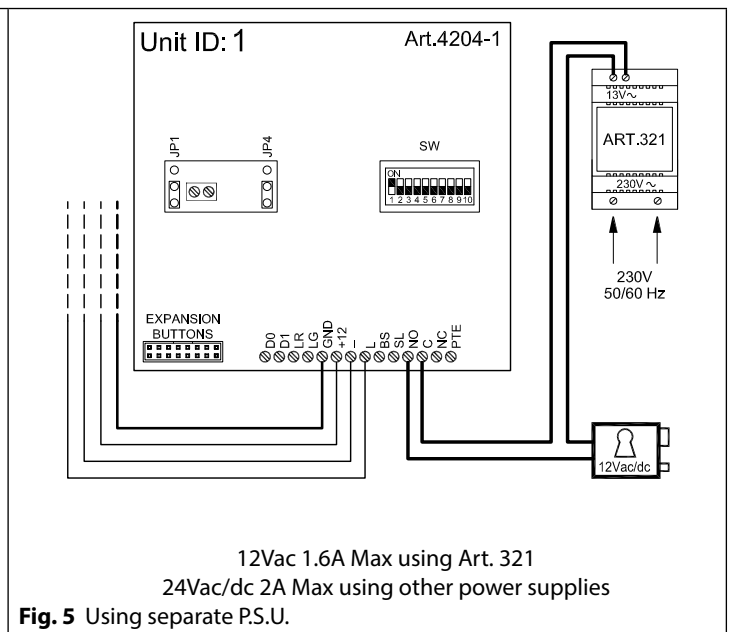 Unit ID: 1
Art.4204-1
JP1
JP4
SW
ON
1 2 3 4 5 6 7 8 9 10
13V~
ART.321
230V~
230V
50/60 Hz
EXPANSION
BUTTONS
D0
D1
LR
LG
GND
+12
–
L
BS
SL
NO
C
NC
PTE
12Vac/dc
12Vac 1.6A Max using Art. 321
24Vac/dc 2A Max using other power supplies
Fig. 5 Using separate P.S.U.